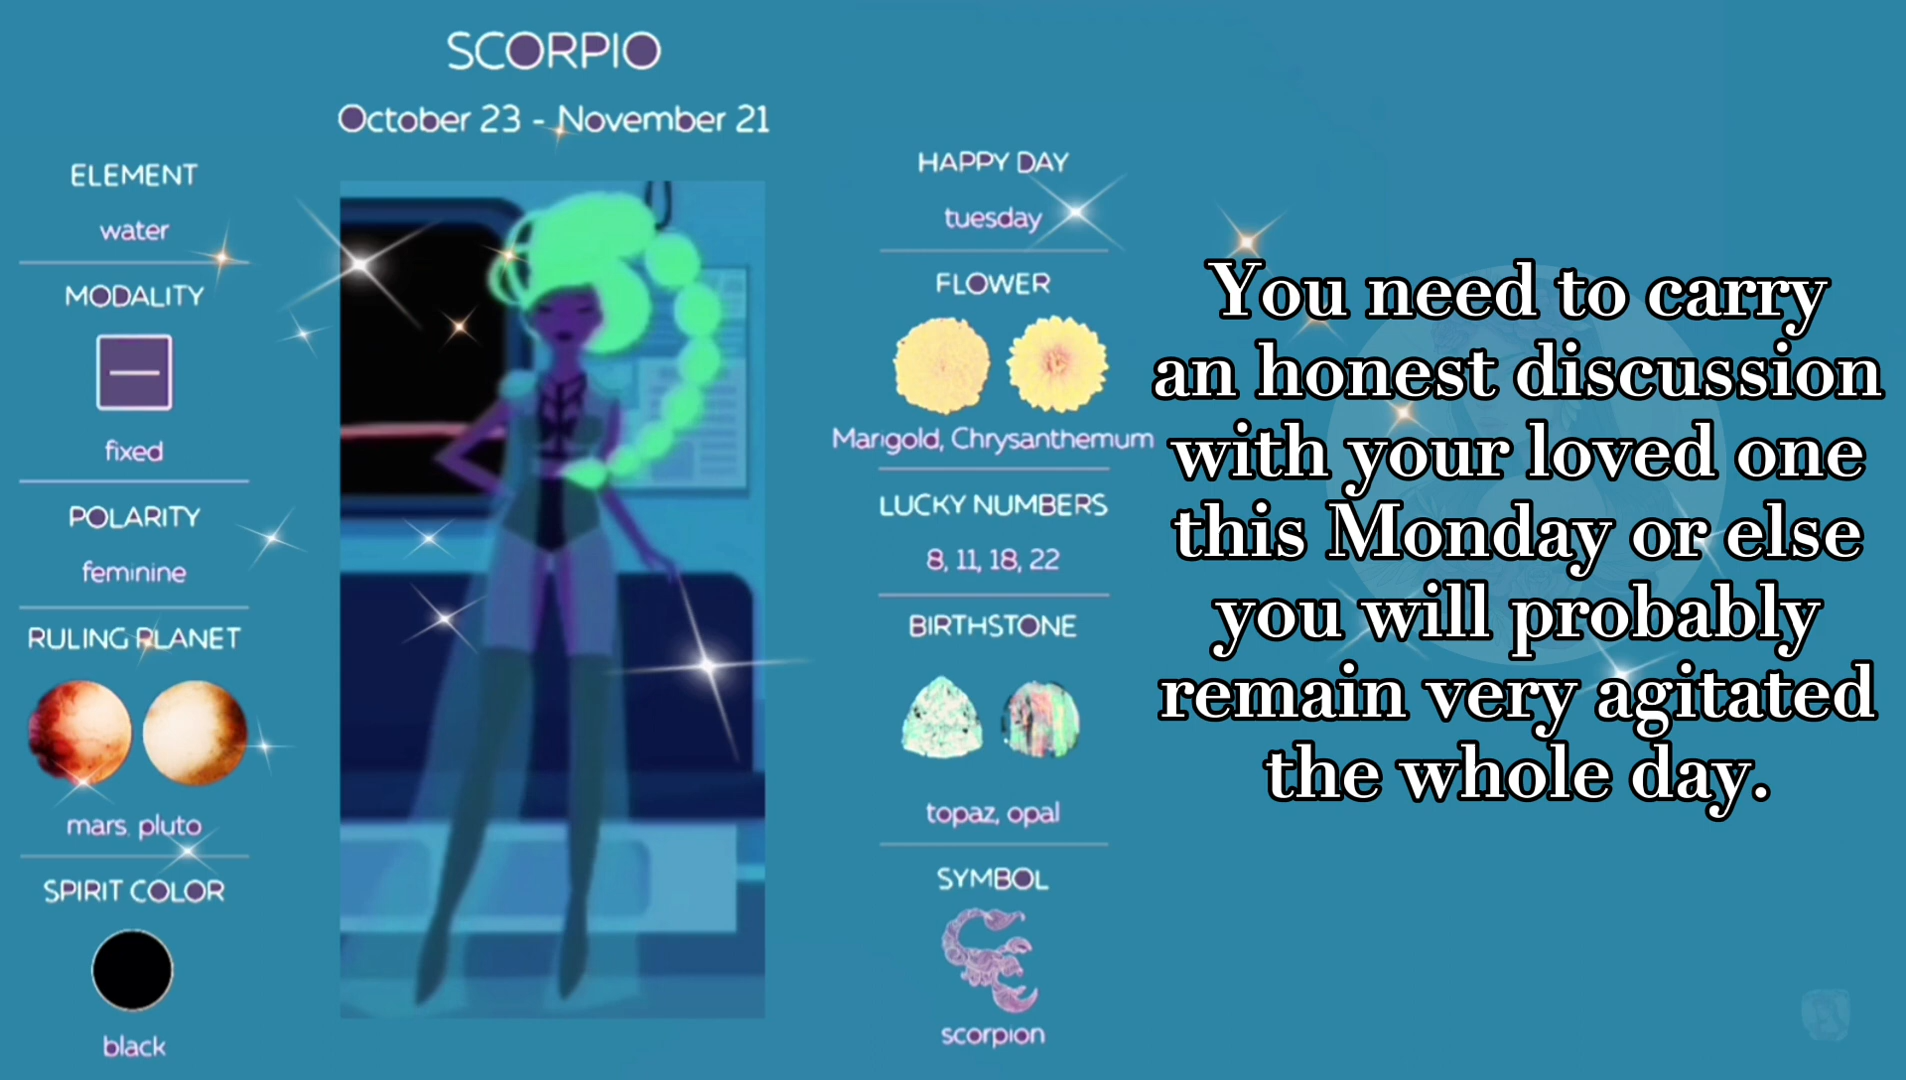 SCORPIO
October 23 - November 21
ELEMENT
water
MODALITY
fixed
POLARITY
feminine
RULING PLANET
mars, pluto
SPIRIT COLOR
black
HAPPY DAY
tuesday
FLOWER
Marigold, Chrysanthemum
LUCKY NUMBERS
8, 11, 18, 22
BIRTHSTONE
topaz, opal
SYMBOL
scorpion
You need to carry
an honest discussion
with your loved one
this Monday or else
you will probably
remain very agitated
the whole day.